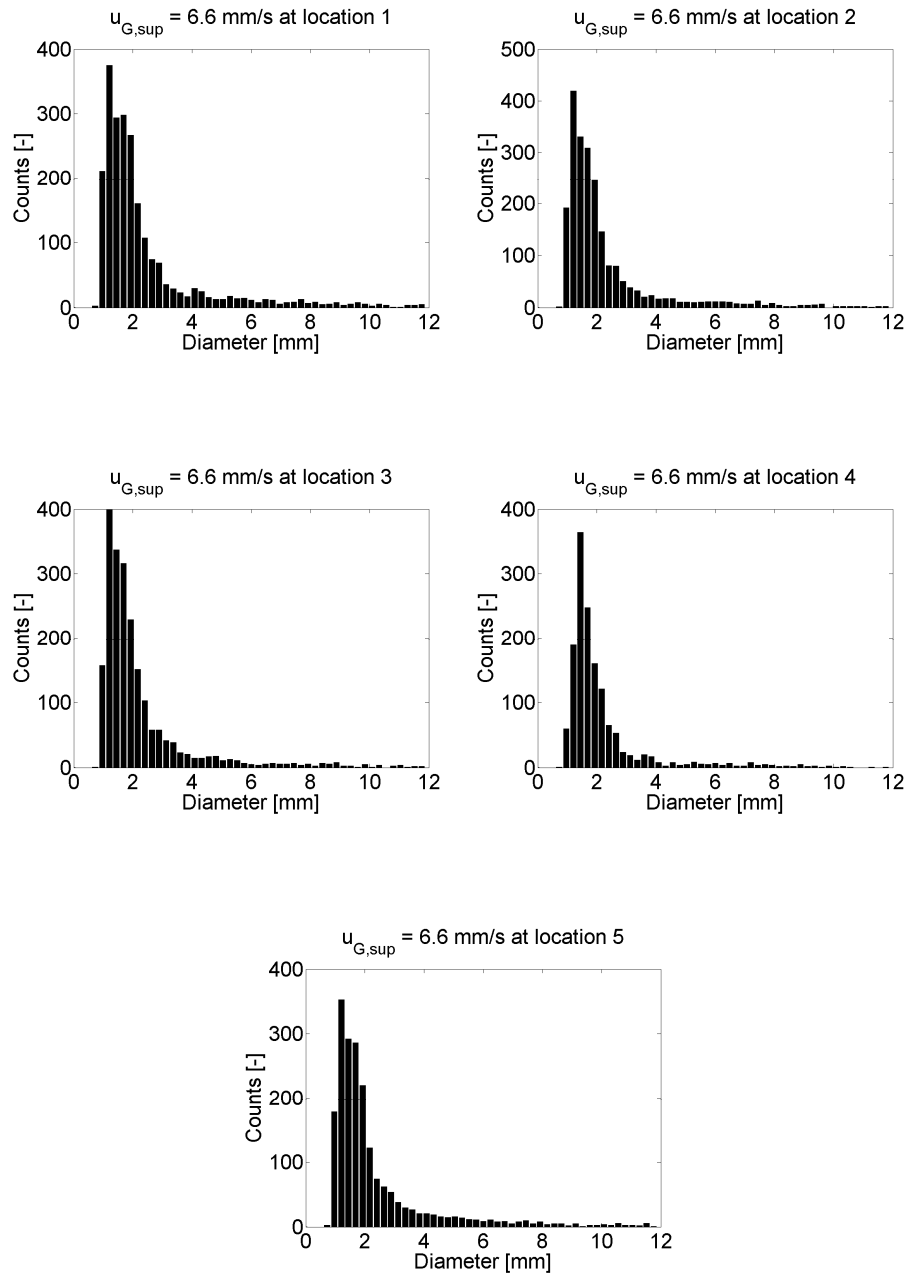 u_G,sup = 6.6 mm/s at location 1
400
300
200
100
0
Counts [-]
0 2 4 6 8 10 12
Diameter [mm]
u_G,sup = 6.6 mm/s at location 2
500
400
300
200
100
0
Counts [-]
0 2 4 6 8 10 12
Diameter [mm]
u_G,sup = 6.6 mm/s at location 3
400
300
200
100
0
Counts [-]
0 2 4 6 8 10 12
Diameter [mm]
u_G,sup = 6.6 mm/s at location 4
400
300
200
100
0
Counts [-]
0 2 4 6 8 10 12
Diameter [mm]
u_G,sup = 6.6 mm/s at location 5
400
300
200
100
0
Counts [-]
0 2 4 6 8 10 12
Diameter [mm]